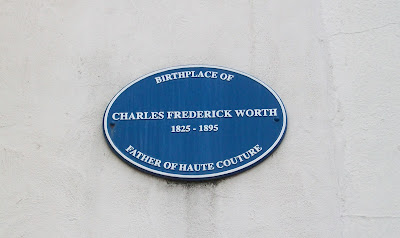 BIRTHPLACE OF
CHARLES FREDERICK WORTH
1825 - 1895
FATHER OF HAUTE COUTURE